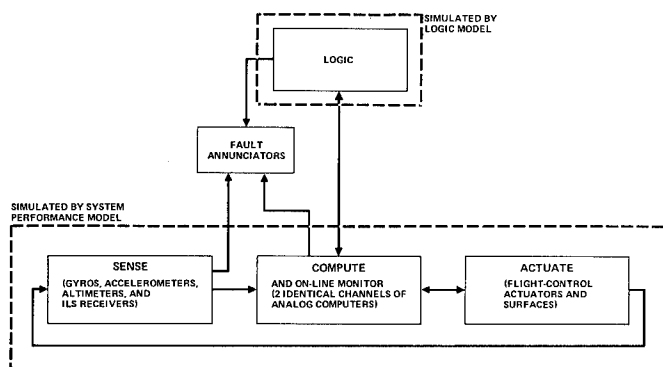 SIMULATED BY
LOGIC MODEL
LOGIC
FAULT
ANNUNCIATORS
SIMULATED BY SYSTEM
PERFORMANCE MODEL
SENSE
(GYROS, ACCELEROMETERS,
ALTIMETERS, AND
ILS RECEIVERS)
COMPUTE
AND ON-LINE MONITOR
(2 IDENTICAL CHANNELS OF
ANALOG COMPUTERS)
ACTUATE
(FLIGHT-CONTROL
ACTUATORS AND
SURFACES)